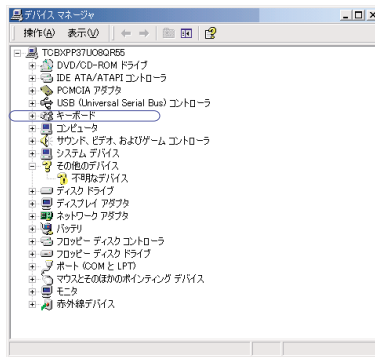 デバイス マネージャ
操作(A) 表示(V)
TCBXPP37UO8QR55
DVD/CD-ROM ドライブ
IDE ATA/ATAPI コントローラ
PCMCIA アダプタ
USB (Universal Serial Bus) コントローラ
キーボード
コンピュータ
サウンド、ビデオ、およびゲーム コントローラ
システム デバイス
その他のデバイス
不明なデバイス
ディスク ドライブ
ディスプレイ アダプタ
ネットワーク アダプタ
バッテリ
フロッピー ディスク コントローラ
フロッピー ディスク ドライブ
ポート (COM と LPT)
マウスとそのほかのポインティング デバイス
モニタ
赤外線デバイス